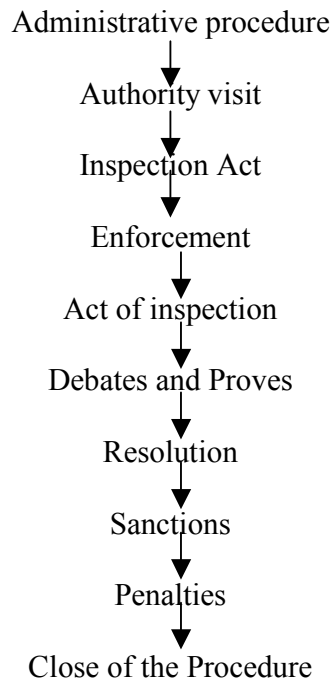 Administrative procedure
Authority visit
Inspection Act
Enforcement
Act of inspection
Debates and Proves
Resolution
Sanctions
Penalties
Close of the Procedure